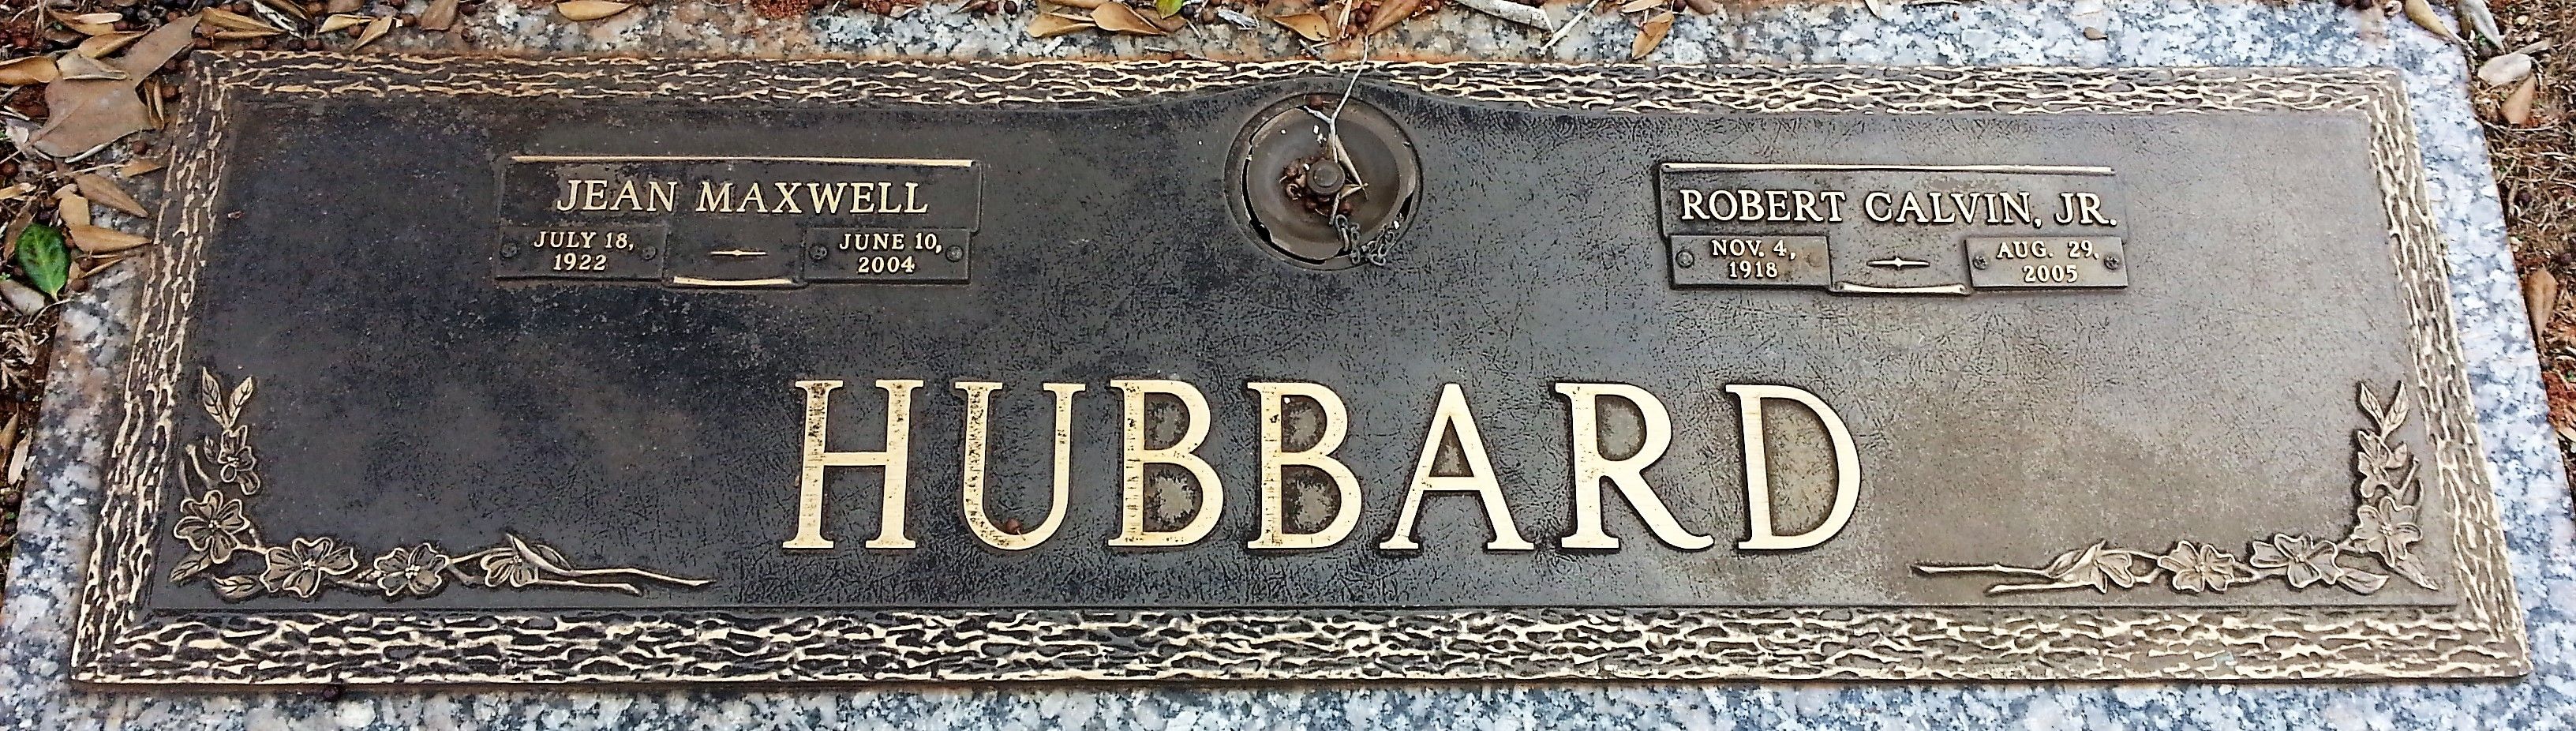 JEAN MAXWELL
JULY 18,
1922
JUNE 10,
2004
ROBERT CALVIN, JR.
NOV. 4,
1918
AUG. 29,
2005
HUBBARD